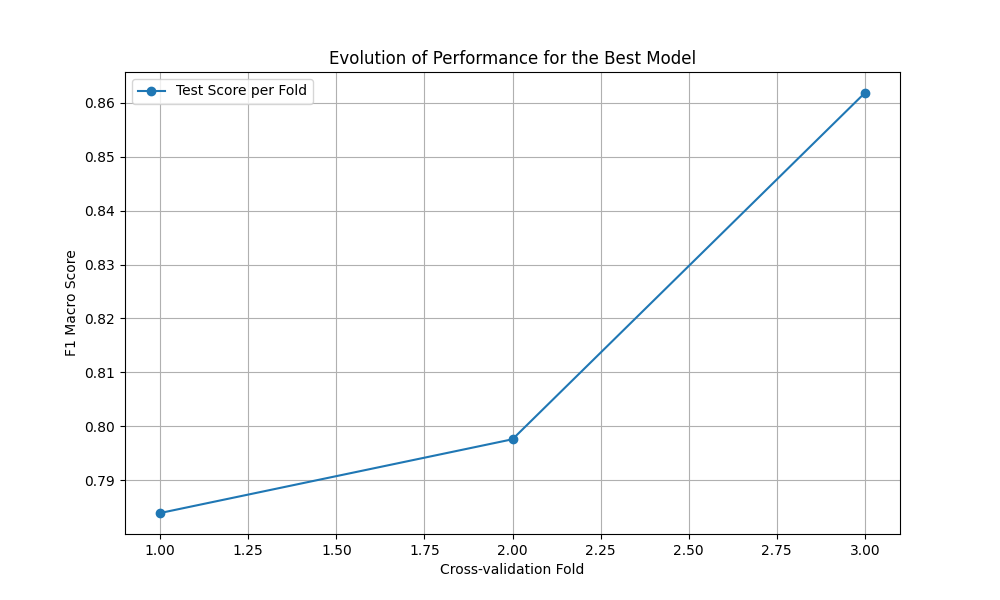 Evolution of Performance for the Best Model
Test Score per Fold
0.86
0.85
0.84
0.83
0.82
0.81
0.80
0.79
F1 Macro Score
1.00 1.25 1.50 1.75 2.00 2.25 2.50 2.75 3.00
Cross-validation Fold